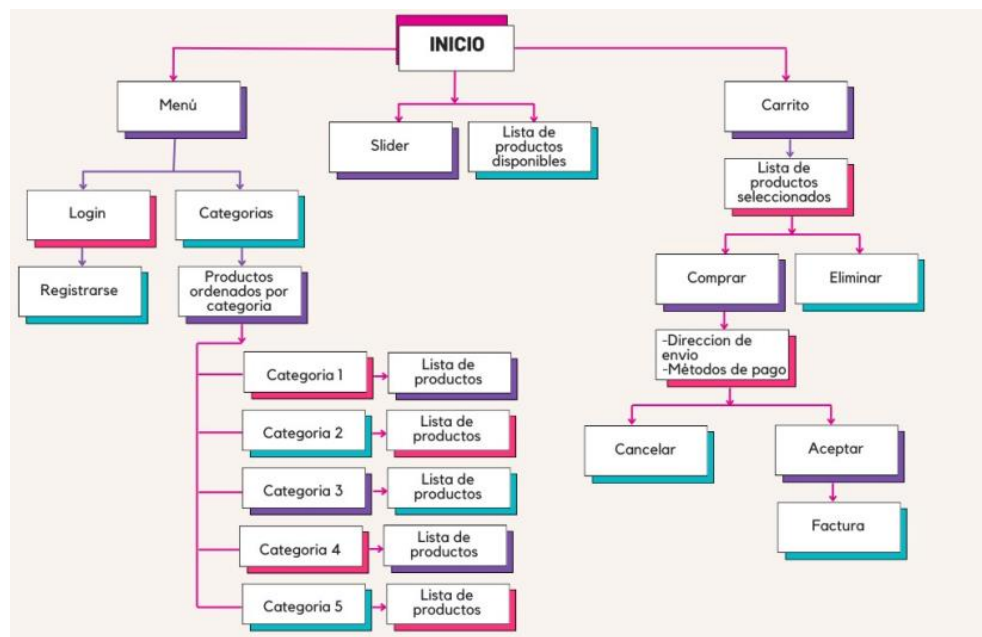 INICIO
Menú
Slider
Lista de
productos
disponibles
Carrito
Lista de
productos
seleccionados
Login
Categorias
Registrarse
Productos
ordenados por
categoria
Comprar
Eliminar
-Direccion de
envio
-Métodos de pago
Categoria 1
Lista de
productos
Categoria 2
Lista de
productos
Categoria 3
Lista de
productos
Categoria 4
Lista de
productos
Categoria 5
Lista de
productos
Cancelar
Aceptar
Factura